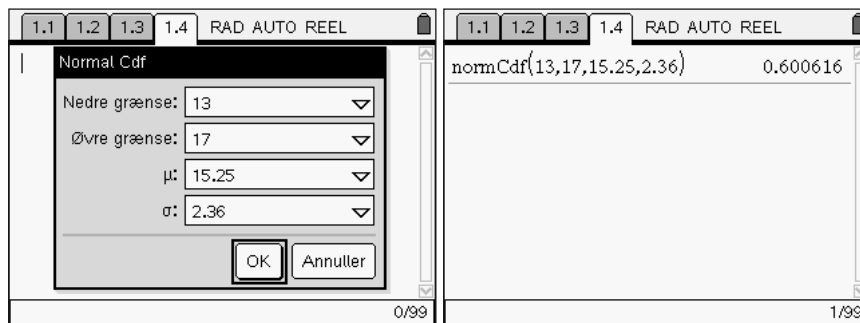 1.1 1.2 1.3 1.4 RAD AUTO REEL
Normal Cdf
Nedre grænse: 13
Øvre grænse: 17
μ: 15.25
σ: 2.36
OK Annuller
0/99
1.1 1.2 1.3 1.4 RAD AUTO REEL
normCdf(13,17,15.25,2.36) 0.600616
1/99